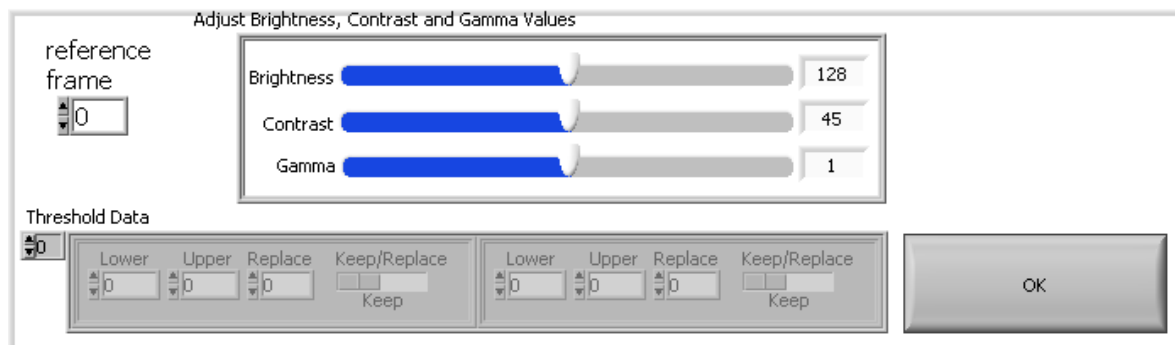 Adjust Brightness, Contrast and Gamma Values
reference
frame
0
Brightness 128
Contrast 45
Gamma 1
Threshold Data
0
Lower Upper Replace Keep/Replace Lower Upper Replace Keep/Replace
0 0 0 0 0 0
Keep Keep
OK